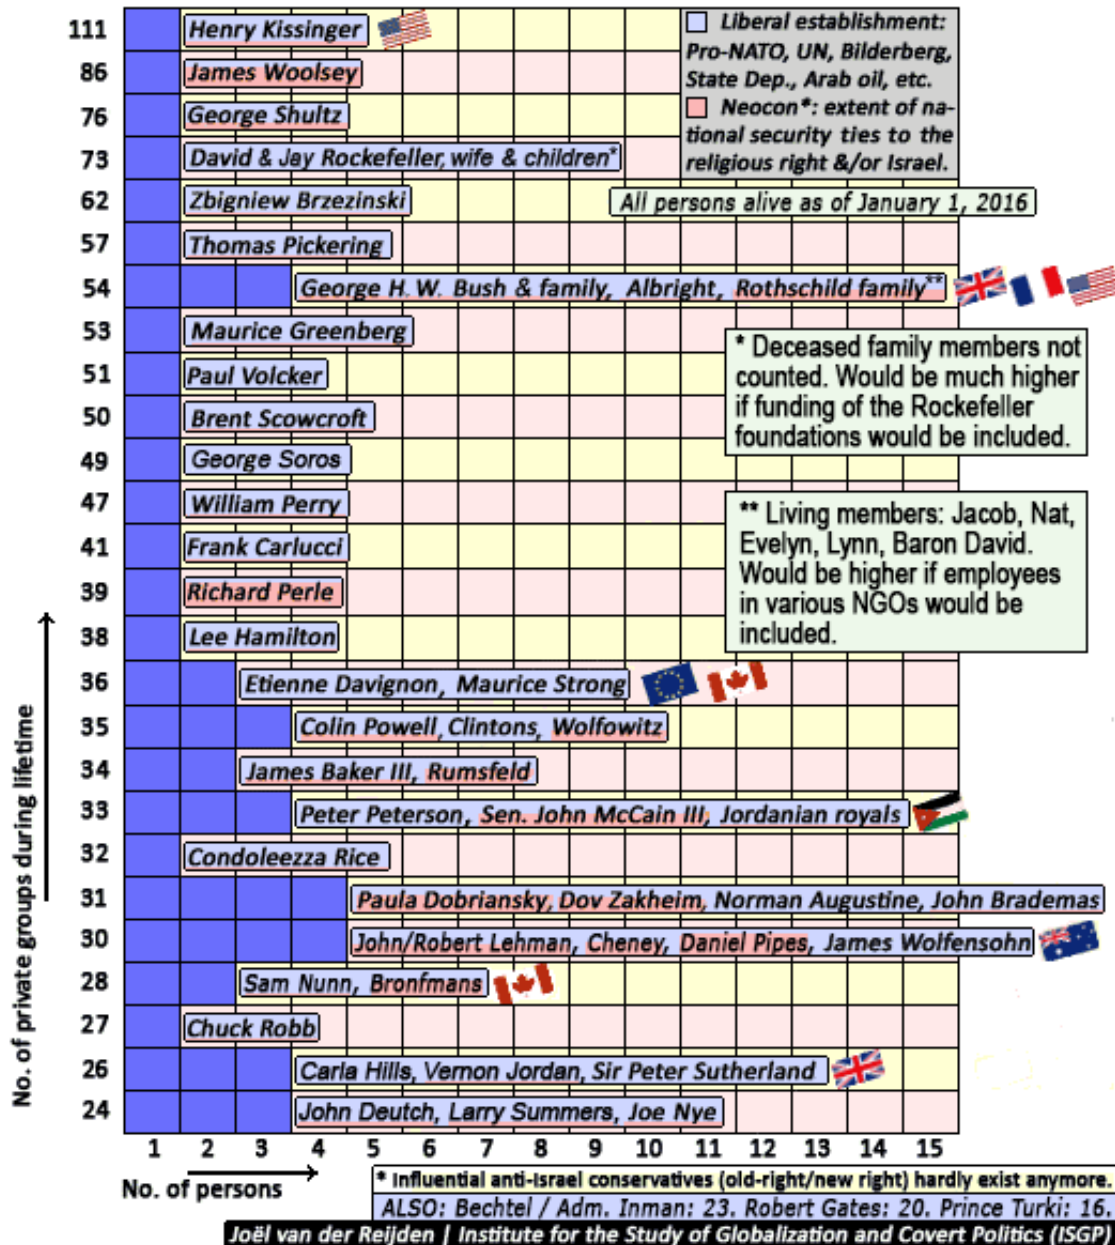 111 Henry Kissinger
Liberal establishment:
Pro-NATO, UN, Bilderberg,
State Dep., Arab oil, etc.
Neocon*: extent of na-
tional security ties to the
religious right &/or Israel.
86 James Woolsey
76 George Shultz
73 David & Jay Rockefeller, wife & children*
62 Zbigniew Brzezinski
All persons alive as of January 1, 2016
57 Thomas Pickering
54 George H. W. Bush & family, Albright, Rothschild family**
53 Maurice Greenberg
* Deceased family members not
counted. Would be much higher
if funding of the Rockefeller
foundations would be included.
51 Paul Volcker
50 Brent Scowcroft
49 George Soros
47 William Perry
** Living members: Jacob, Nat,
Evelyn, Lynn, Baron David.
Would be higher if employees
in various NGOs would be
included.
41 Frank Carlucci
39 Richard Perle
38 Lee Hamilton
36 Etienne Davignon, Maurice Strong
35 Colin Powell, Clintons, Wolfowitz
34 James Baker III, Rumsfeld
33 Peter Peterson, Sen. John McCain III, Jordanian royals
32 Condoleezza Rice
31 Paula Dobriansky, Dov Zakheim, Norman Augustine, John Brademas
30 John/Robert Lehman, Cheney, Daniel Pipes, James Wolfensohn
28 Sam Nunn, Bronfmans
27 Chuck Robb
26 Carla Hills, Vernon Jordan, Sir Peter Sutherland
24 John Deutch, Larry Summers, Joe Nye
No. of private groups during lifetime
1 2 3 4 5 6 7 8 9 10 11 12 13 14 15
No. of persons
* Influential anti-Israel conservatives (old-right/new right) hardly exist anymore.
ALSO: Bechtel / Adm. Inman: 23. Robert Gates: 20. Prince Turki: 16.
Joël van der Reijden | Institute for the Study of Globalization and Covert Politics (ISGP)